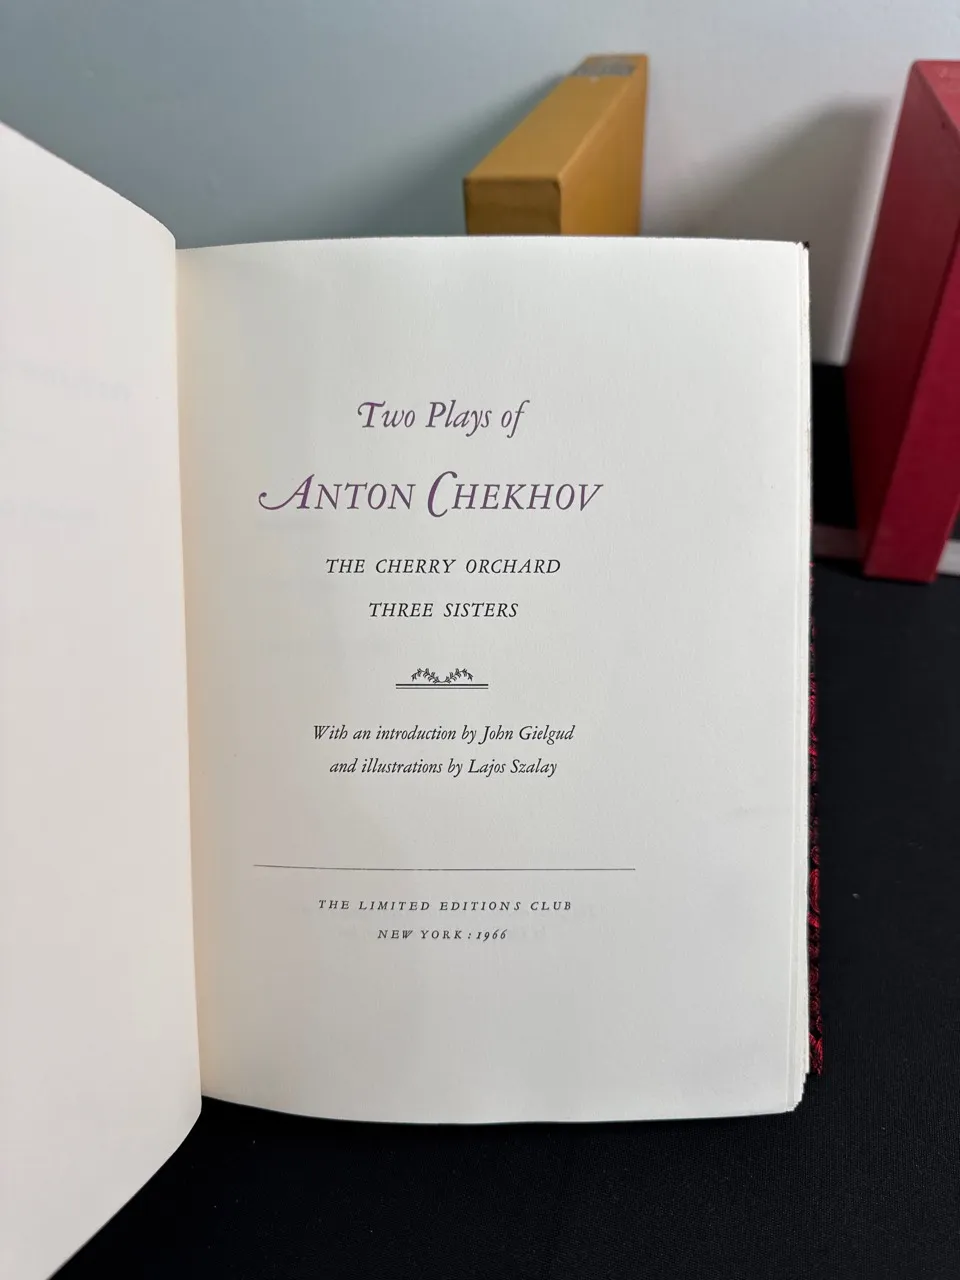 Two Plays of
ANTON CHEKHOV
THE CHERRY ORCHARD
THREE SISTERS
With an introduction by John Gielgud
and illustrations by Lajos Szalay
THE LIMITED EDITIONS CLUB
NEW YORK : 1966